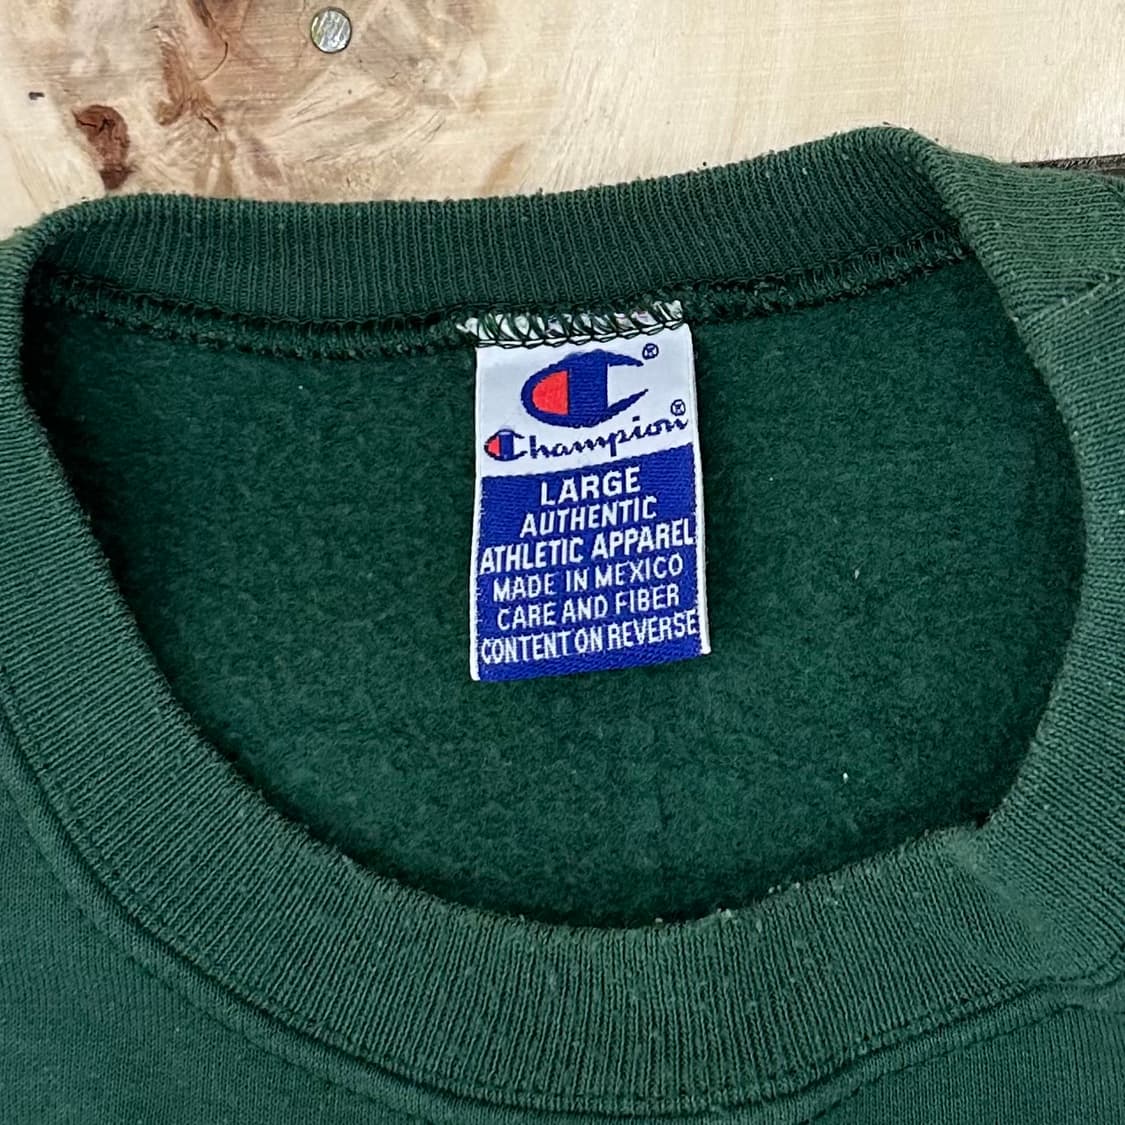 ®
Champion®
LARGE
AUTHENTIC
ATHLETIC APPAREL
MADE IN MEXICO
CARE AND FIBER
CONTENT ON REVERSE